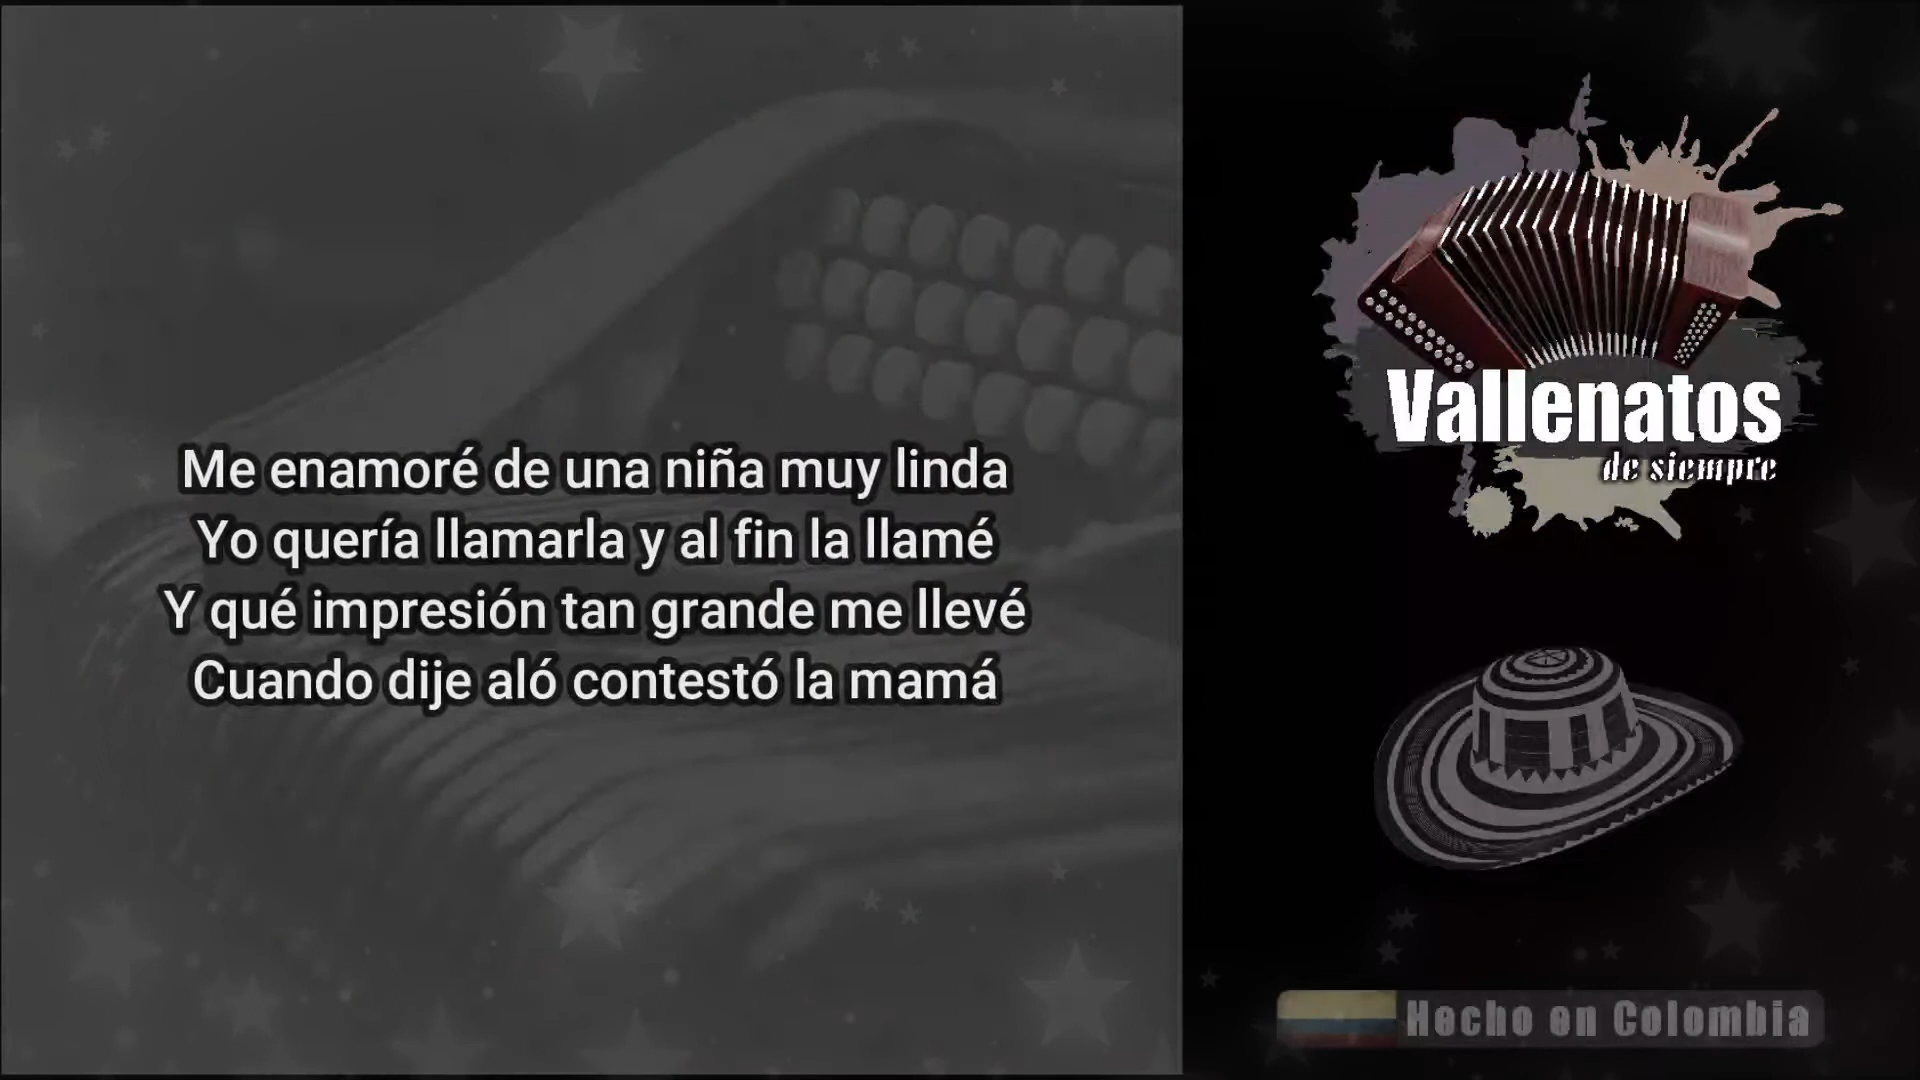 Me enamoré de una niña muy linda
Yo quería llamarla y al fin la llamé
Y qué impresión tan grande me llevé
Cuando dije aló contestó la mamá
Vallenatos
de siempre
Hecho en Colombia